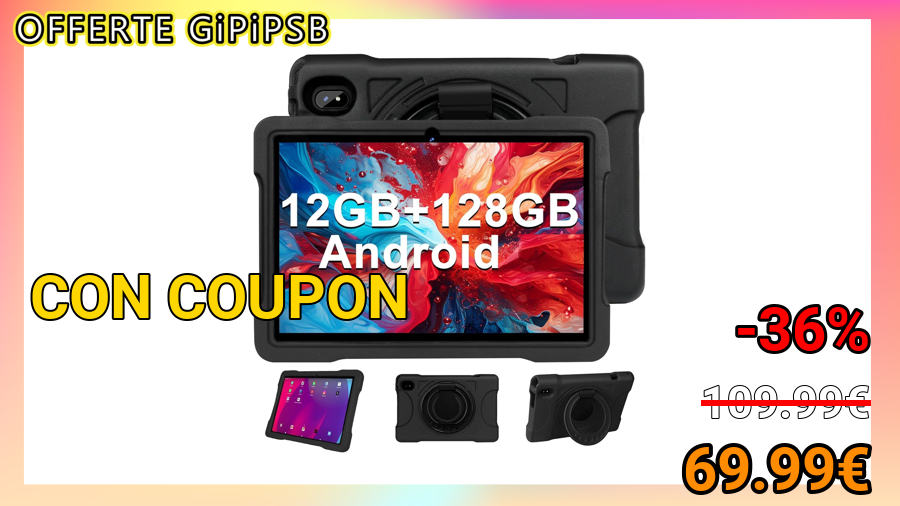 OFFERTE GiPiPSB
12GB+128GB
Android
CON COUPON
-36%
109.99€
69.99€